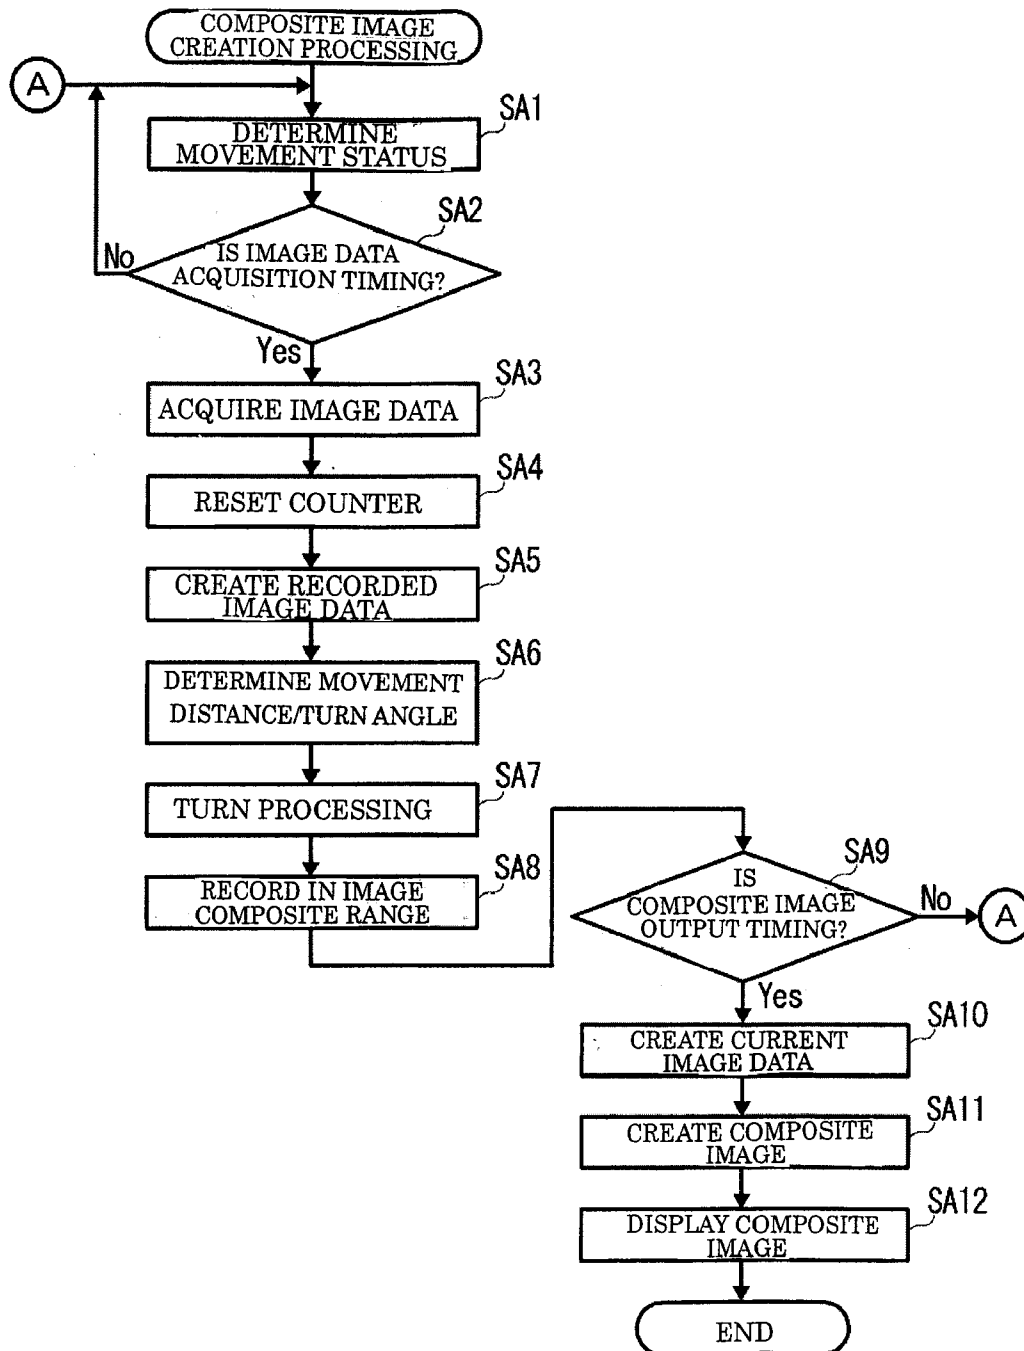 COMPOSITE IMAGE
CREATION PROCESSING
A
SA1
DETERMINE
MOVEMENT STATUS
SA2
IS IMAGE DATA
ACQUISITION TIMING?
No
Yes
SA3
ACQUIRE IMAGE DATA
SA4
RESET COUNTER
SA5
CREATE RECORDED
IMAGE DATA
SA6
DETERMINE MOVEMENT
DISTANCE/TURN ANGLE
SA7
TURN PROCESSING
SA8
RECORD IN IMAGE
COMPOSITE RANGE
SA9
IS
COMPOSITE IMAGE
OUTPUT TIMING?
No
A
Yes
SA10
CREATE CURRENT
IMAGE DATA
SA11
CREATE COMPOSITE
IMAGE
SA12
DISPLAY COMPOSITE
IMAGE
END